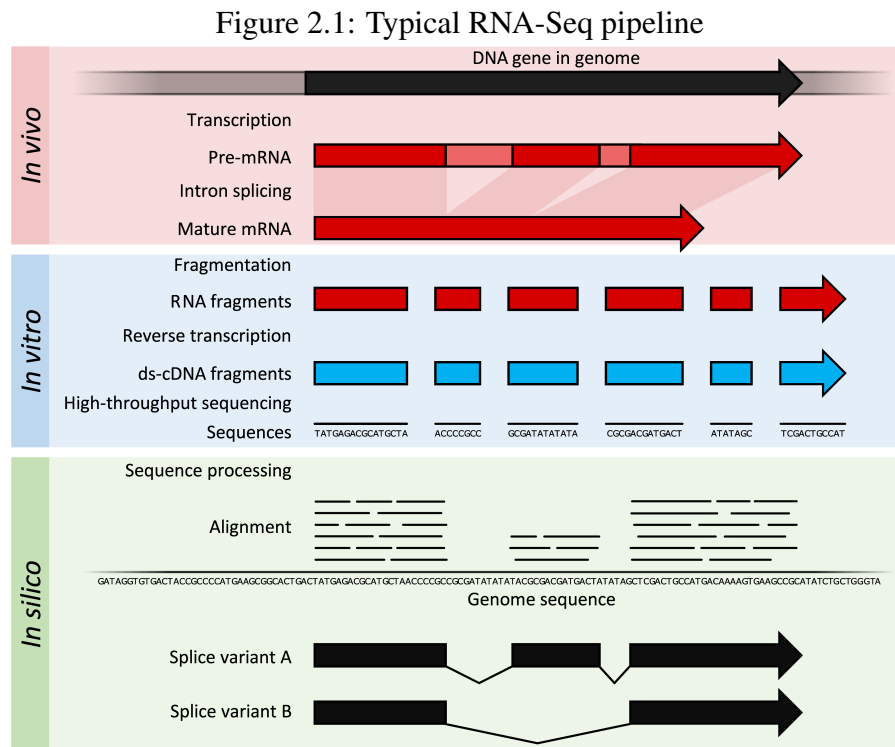 Figure 2.1: Typical RNA-Seq pipeline
In vivo
DNA gene in genome
Transcription
Pre-mRNA
Intron splicing
Mature mRNA
In vitro
Fragmentation
RNA fragments
Reverse transcription
ds-cDNA fragments
High-throughput sequencing
Sequences
TATGAGACGCATGCTA ACCCCGCC GCGATATATATA CGCGACGATGACT ATATAGC TCGACTGCCAT
In silico
Sequence processing
Alignment
GATAGGTGTGACTACCGCCCCATGAAGCGGCACTGACTATGAGACGCATGCTAACCCCGCCGCGATATATATACGCGACGATGACTATATAGCTCGACTGCCATGACAAAAGTGAAGCCGCATATCTGCTGGGTA
Genome sequence
Splice variant A
Splice variant B